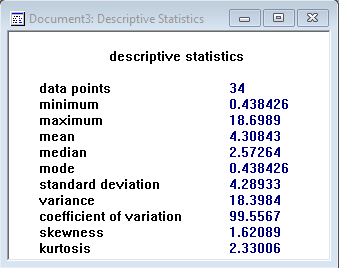 Document3: Descriptive Statistics
descriptive statistics
data points 34
minimum 0.438426
maximum 18.6989
mean 4.30843
median 2.57264
mode 0.438426
standard deviation 4.28933
variance 18.3984
coefficient of variation 99.5567
skewness 1.62089
kurtosis 2.33006